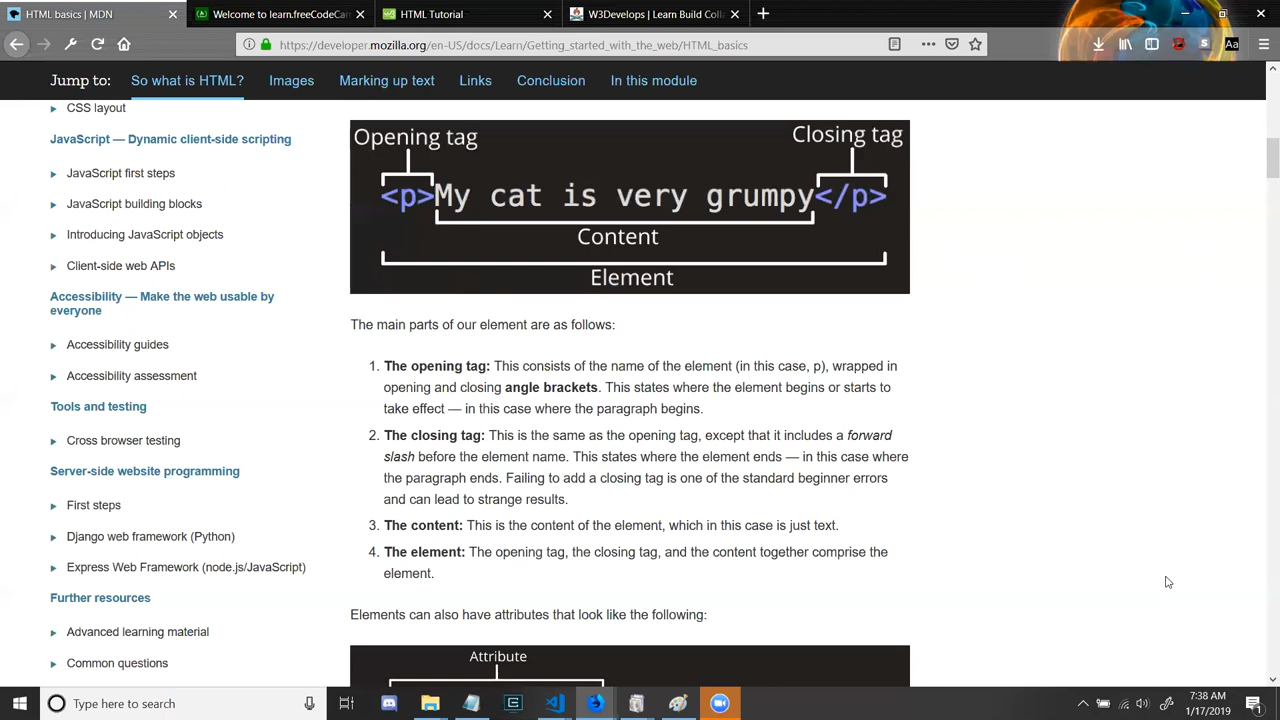 HTML basics | MDN
Welcome to learn.freeCodeCan
HTML Tutorial
W3Develops | Learn Build Colla
https://developer.mozilla.org/en-US/docs/Learn/Getting_started_with_the_web/HTML_basics
S
Aa
Jump to:
So what is HTML?
Images
Marking up text
Links
Conclusion
In this module
CSS layout
JavaScript — Dynamic client-side scripting
JavaScript first steps
JavaScript building blocks
Introducing JavaScript objects
Client-side web APIs
Accessibility — Make the web usable by
everyone
Accessibility guides
Accessibility assessment
Tools and testing
Cross browser testing
Server-side website programming
First steps
Django web framework (Python)
Express Web Framework (node.js/JavaScript)
Further resources
Advanced learning material
Common questions
Opening tag
Closing tag
<p>My cat is very grumpy</p>
Content
Element
The main parts of our element are as follows:
1. The opening tag: This consists of the name of the element (in this case, p), wrapped in
opening and closing angle brackets. This states where the element begins or starts to
take effect — in this case where the paragraph begins.
2. The closing tag: This is the same as the opening tag, except that it includes a forward
slash before the element name. This states where the element ends — in this case where
the paragraph ends. Failing to add a closing tag is one of the standard beginner errors
and can lead to strange results.
3. The content: This is the content of the element, which in this case is just text.
4. The element: The opening tag, the closing tag, and the content together comprise the
element.
Elements can also have attributes that look like the following:
Attribute
Type here to search
7:38 AM
1/17/2019